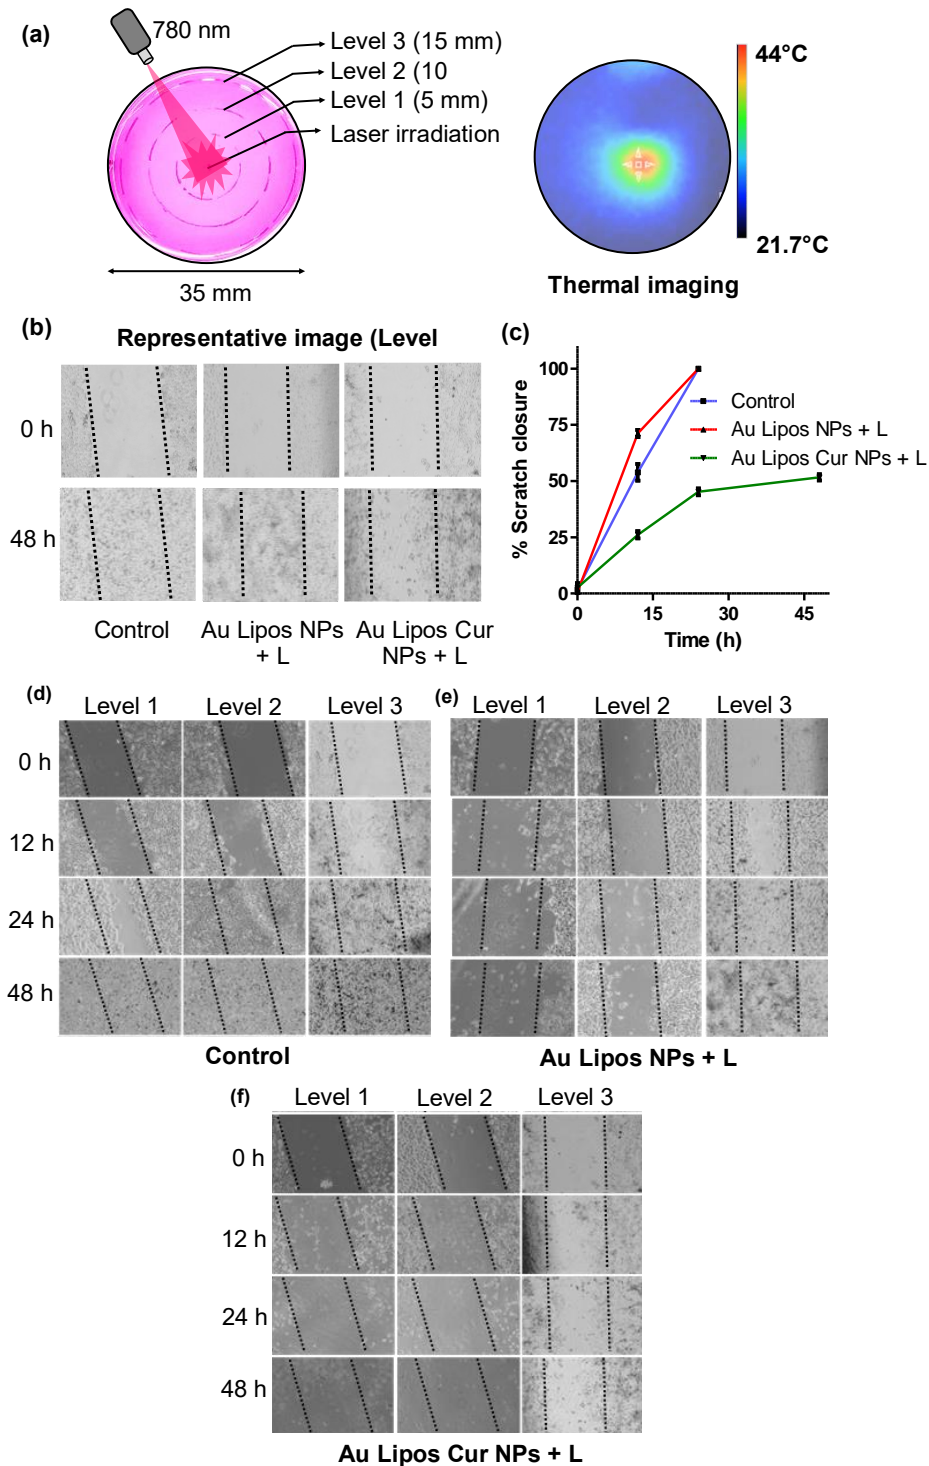 (a)
780 nm
Level 3 (15 mm)
Level 2 (10
Level 1 (5 mm)
Laser irradiation
35 mm
44°C
21.7°C
Thermal imaging
(b)
Representative image (Level
0 h
48 h
Control
Au Lipos NPs
+ L
Au Lipos Cur
NPs + L
(c)
% Scratch closure
100
75
50
25
0
0
15
30
45
Time (h)
Control
Au Lipos NPs + L
Au Lipos Cur NPs + L
(d)
Level 1
Level 2
Level 3
0 h
12 h
24 h
48 h
Control
(e)
Level 1
Level 2
Level 3
Au Lipos NPs + L
(f)
Level 1
Level 2
Level 3
0 h
12 h
24 h
48 h
Au Lipos Cur NPs + L